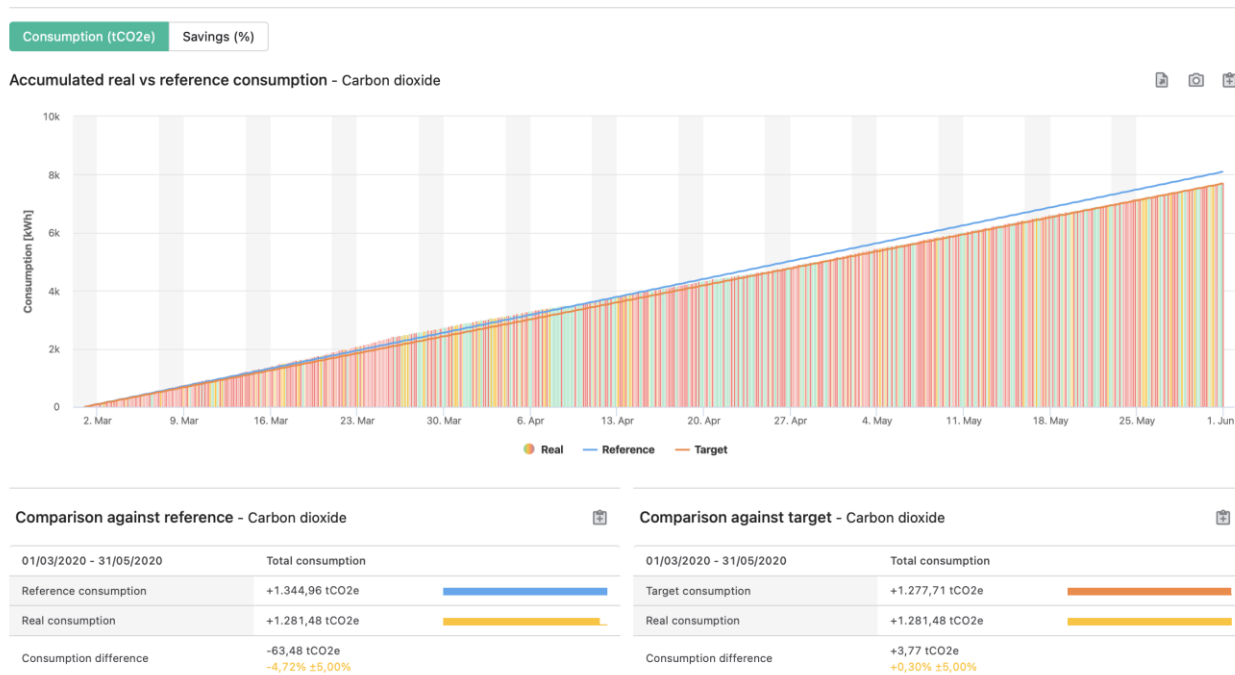 Consumption (tCO2e) Savings (%)
Accumulated real vs reference consumption - Carbon dioxide
10k
8k
6k
4k
2k
0
Consumption [kWh]
2. Mar 9. Mar 16. Mar 23. Mar 30. Mar 6. Apr 13. Apr 20. Apr 27. Apr 4. May 11. May 18. May 25. May 1. Jun
Real Reference Target
Comparison against reference - Carbon dioxide
01/03/2020 - 31/05/2020 Total consumption
Reference consumption +1.344,96 tCO2e
Real consumption +1.281,48 tCO2e
Consumption difference -63,48 tCO2e
-4,72% ±5,00%
Comparison against target - Carbon dioxide
01/03/2020 - 31/05/2020 Total consumption
Target consumption +1.277,71 tCO2e
Real consumption +1.281,48 tCO2e
Consumption difference +3,77 tCO2e
+0,30% ±5,00%